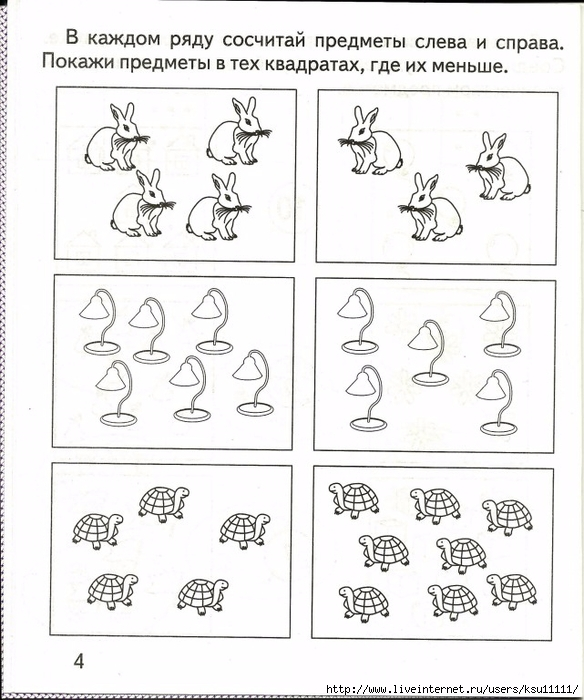 В каждом ряду сосчитай предметы слева и справа.
Покажи предметы в тех квадратах, где их меньше.
4
http://www.liveinternet.ru/users/ksu11111/